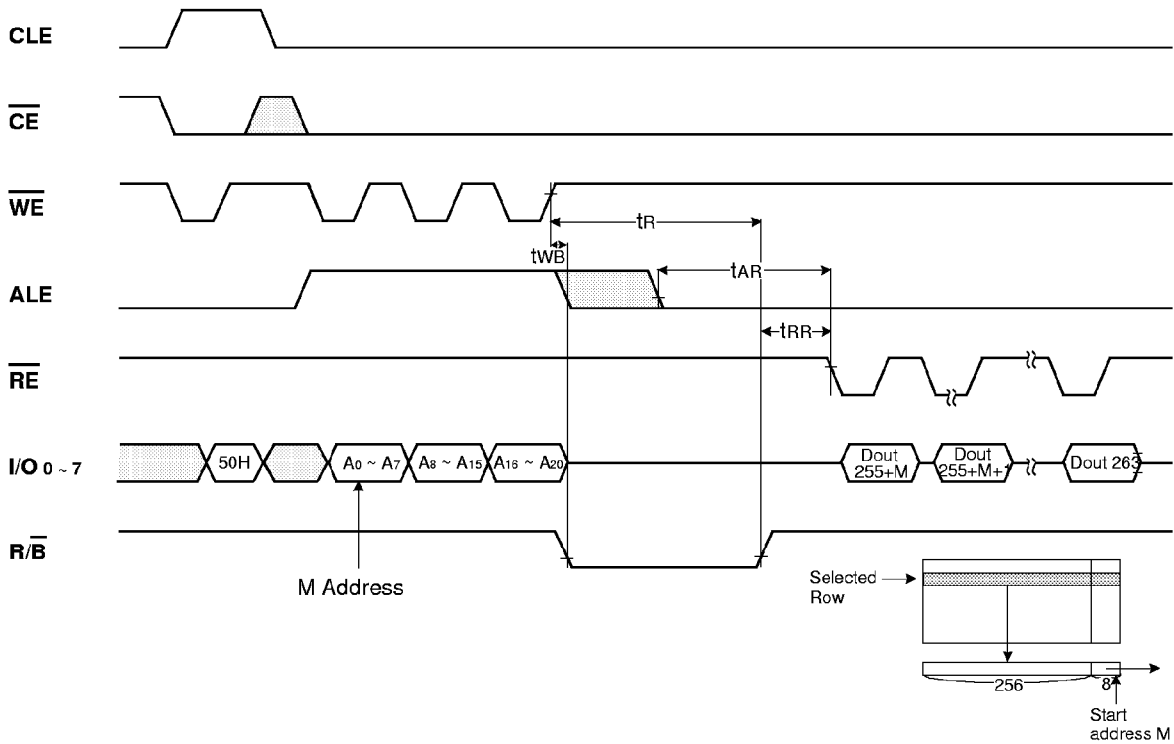 CLE
CE
WE
tR
tWB
ALE
tAR
tRR
RE
I/O 0 ~ 7
50H
A0 ~ A7
A8 ~ A15
A16 ~ A20
Dout
255+M
Dout
255+M+1
Dout 263
R/B
M Address
Selected
Row
256
8
Start
address M